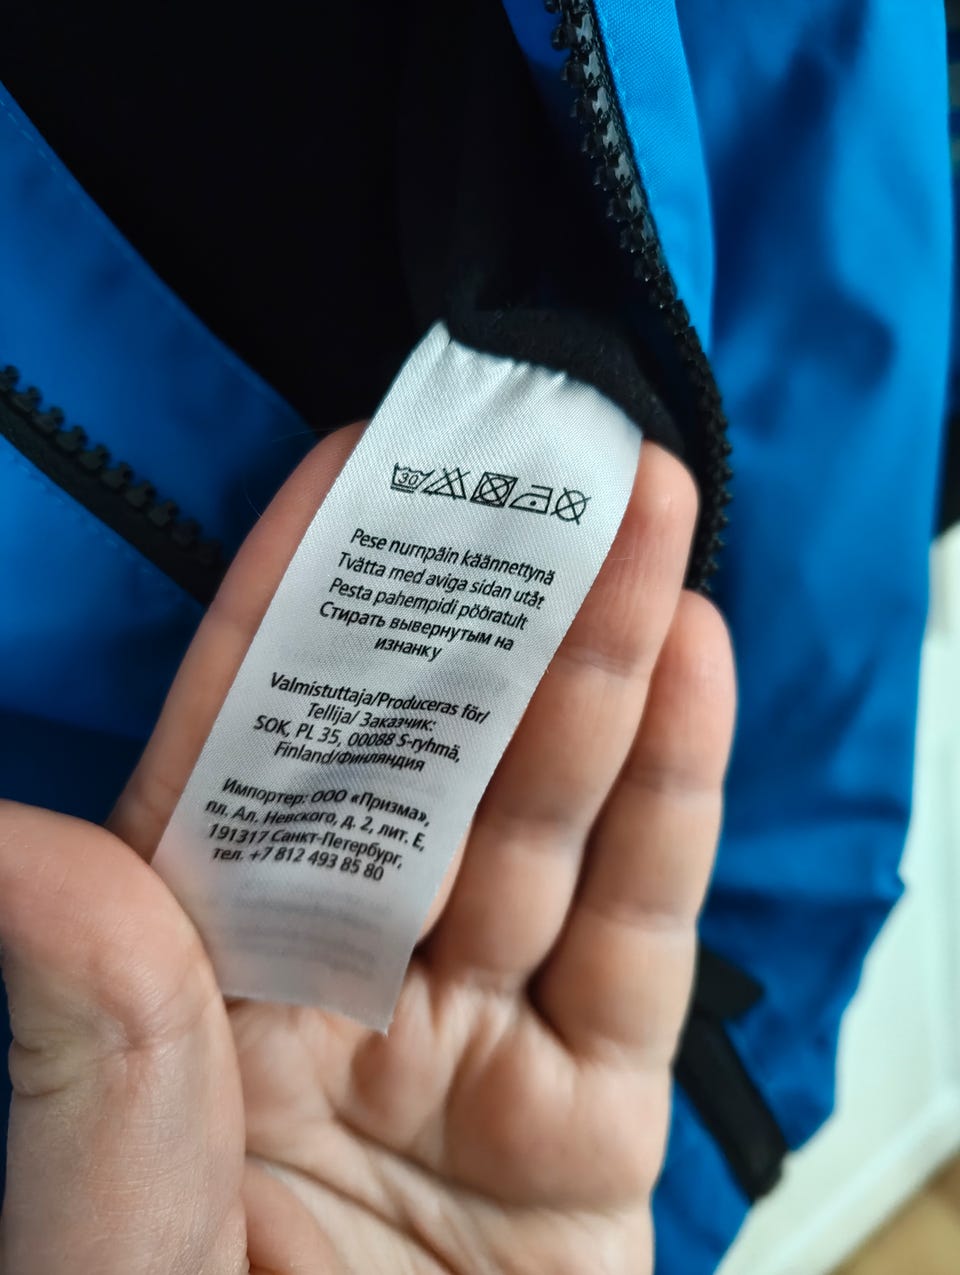 30
Pese nurinpäin käännettynä
Tvätta med aviga sidan utåt
Pesta pahempidi pööratult
Стирать вывернутым на
изнанку
Valmistuttaja/Produceras för/
Tellija/ Заказчик:
SOK, PL 35, 00088 S-ryhmä,
Finland/Финляндия
Импортер: ООО «Призма»,
пл. Ал. Невского, д. 2, лит. Е,
191317 Санкт-Петербург,
тел. +7 812 493 85 80